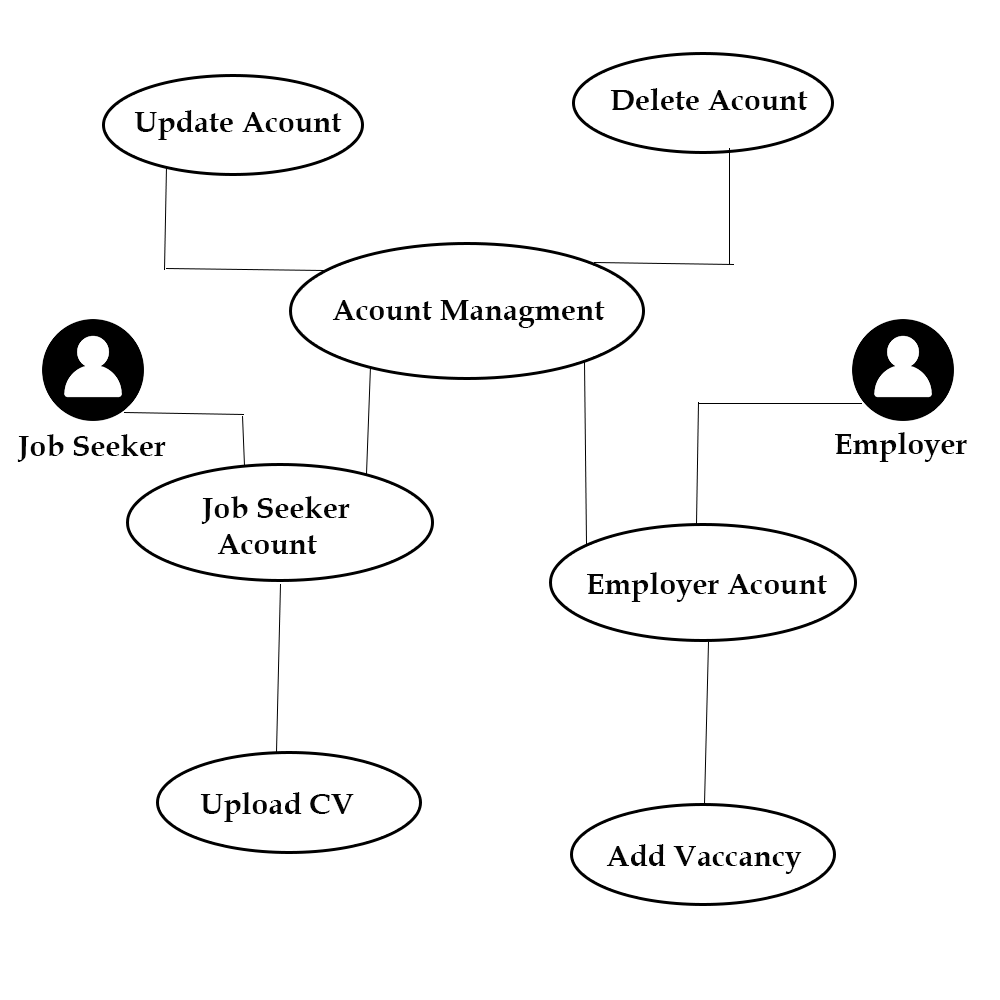 Update Acount
Delete Acount
Acount Managment
Job Seeker
Employer
Job Seeker
Acount
Employer Acount
Upload CV
Add Vaccancy